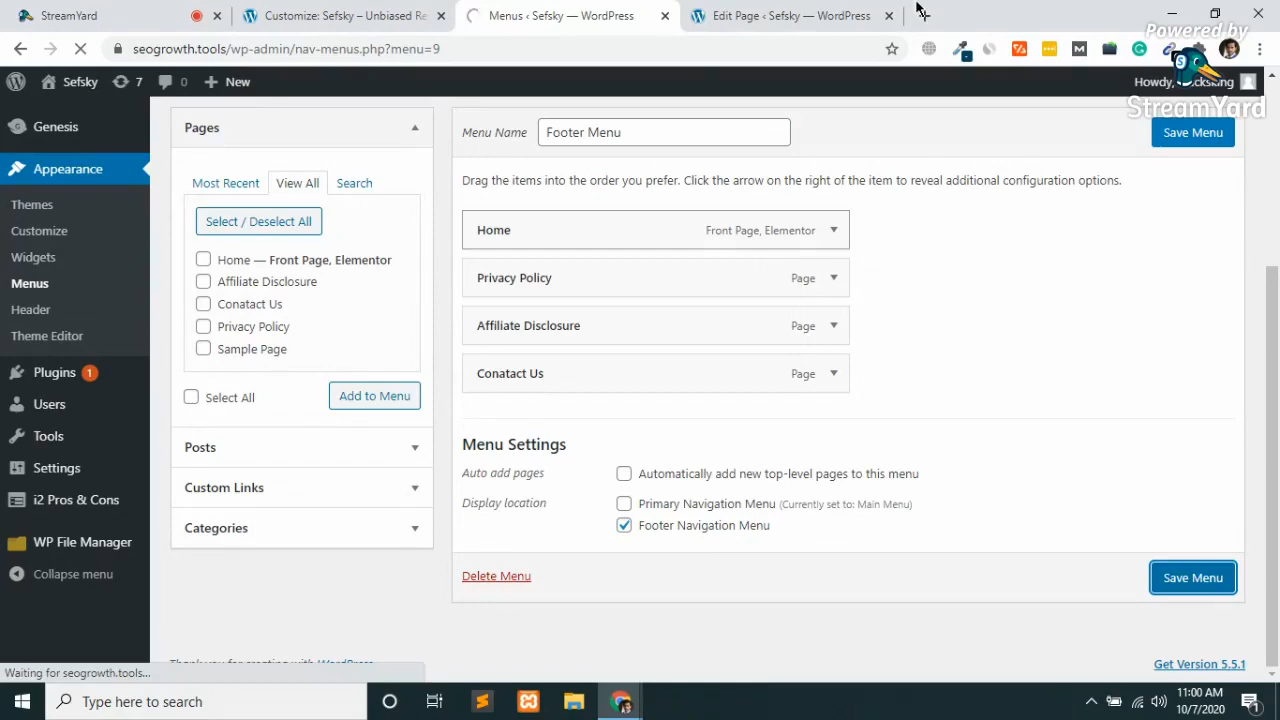 StreamYard
Customize: Sefsky – Unbiased Re
Menus ‹ Sefsky — WordPress
Edit Page ‹ Sefsky — WordPress
seogrowth.tools/wp-admin/nav-menus.php?menu=9
Powered by
StreamYard
Sefsky
7
0
New
Howdy,
Genesis
Appearance
Themes
Customize
Widgets
Menus
Header
Theme Editor
Plugins 1
Users
Tools
Settings
i2 Pros & Cons
WP File Manager
Collapse menu
Pages
Most Recent
View All
Search
Select / Deselect All
Home — Front Page, Elementor
Affiliate Disclosure
Conatact Us
Privacy Policy
Sample Page
Select All
Add to Menu
Posts
Custom Links
Categories
Menu Name
Footer Menu
Save Menu
Drag the items into the order you prefer. Click the arrow on the right of the item to reveal additional configuration options.
Home
Front Page, Elementor
Privacy Policy
Page
Affiliate Disclosure
Page
Conatact Us
Page
Menu Settings
Auto add pages
Automatically add new top-level pages to this menu
Display location
Primary Navigation Menu (Currently set to: Main Menu)
Footer Navigation Menu
Delete Menu
Save Menu
Thank you for creating with WordPress
Get Version 5.5.1
Waiting for seogrowth.tools...
Type here to search
11:00 AM
10/7/2020
1